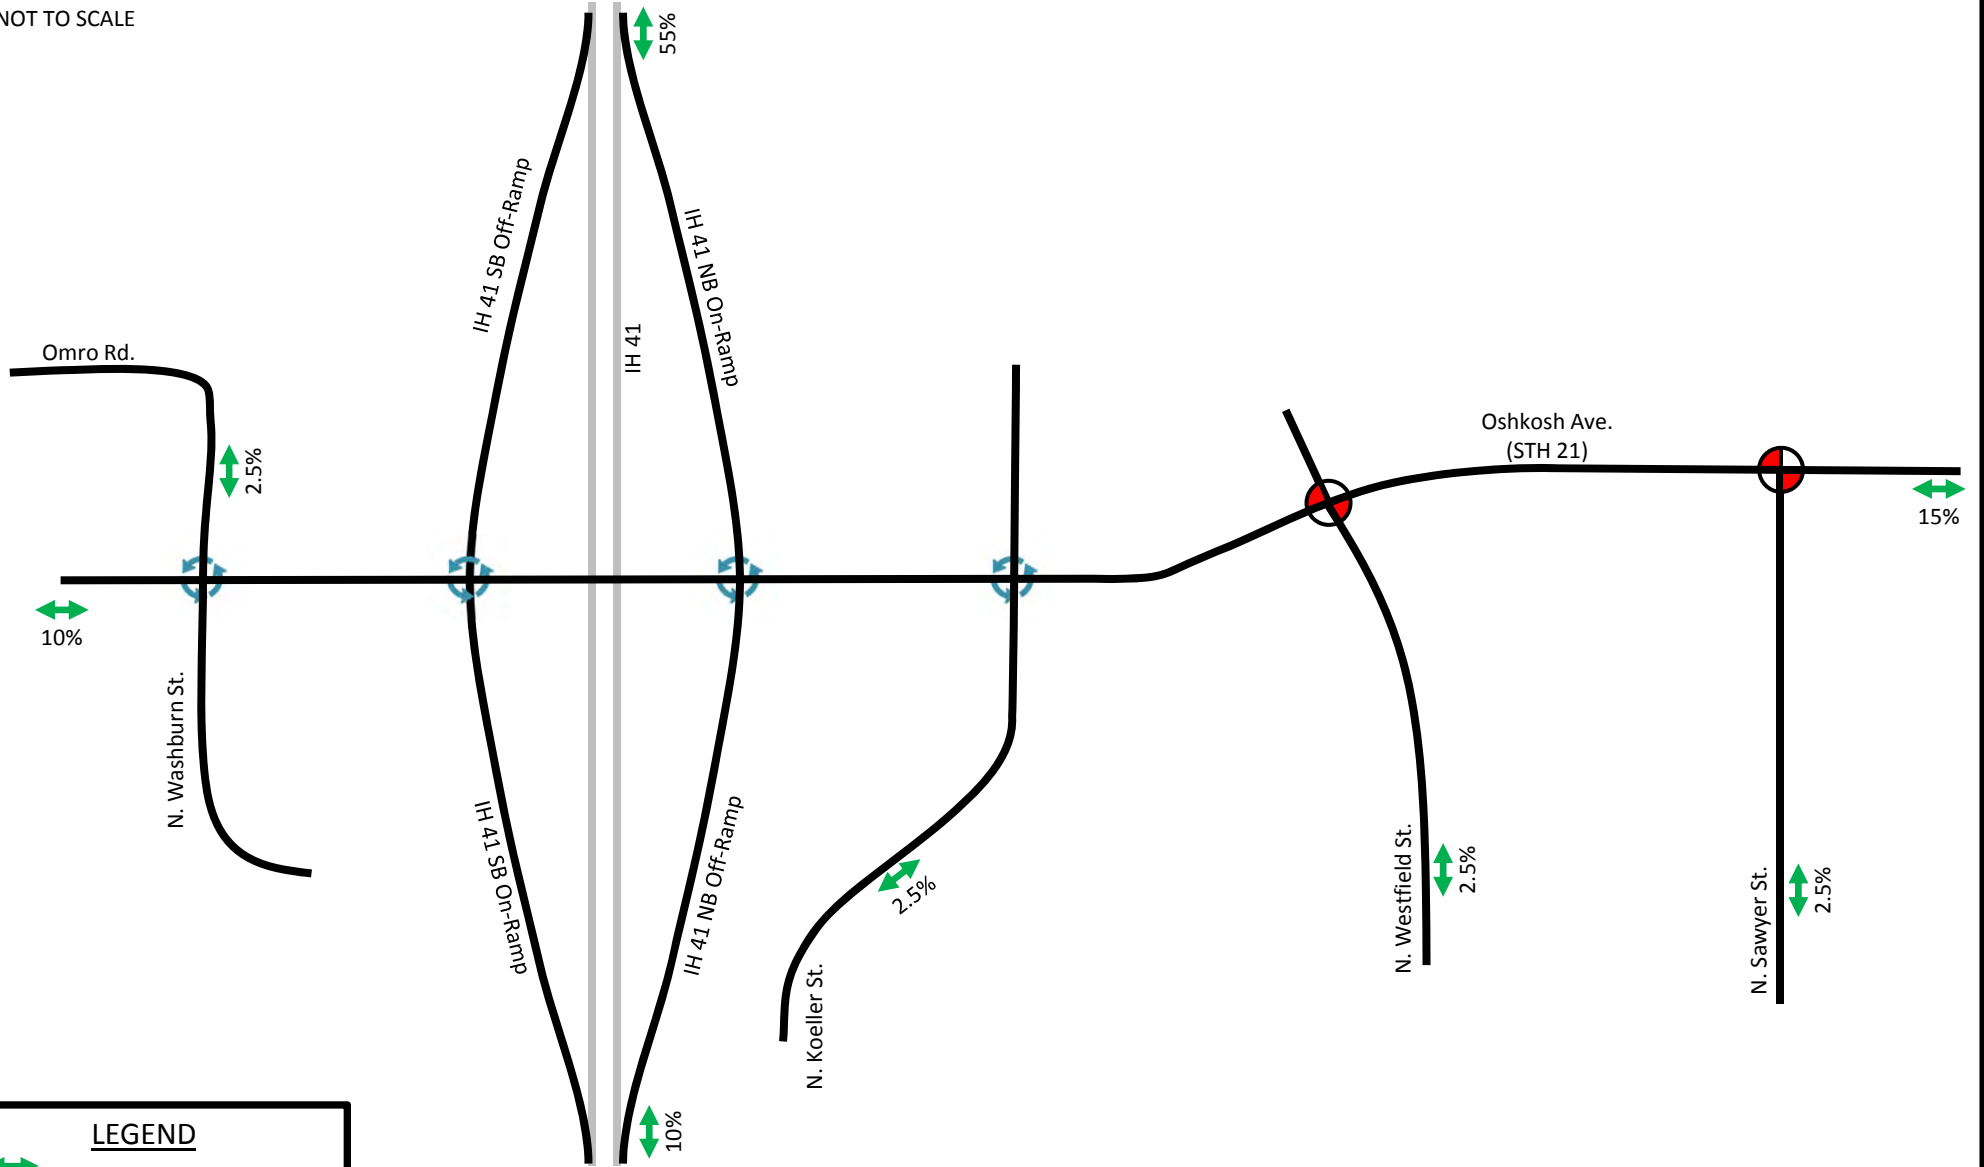 NOT TO SCALE
55%
IH 41 SB Off-Ramp
IH 41 NB On-Ramp
IH 41
Omro Rd.
2.5%
Oshkosh Ave.
(STH 21)
15%
10%
N. Washburn St.
IH 41 SB On-Ramp
IH 41 NB Off-Ramp
2.5%
N. Koeller St.
N. Westfield St.
2.5%
N. Sawyer St.
2.5%
10%
LEGEND